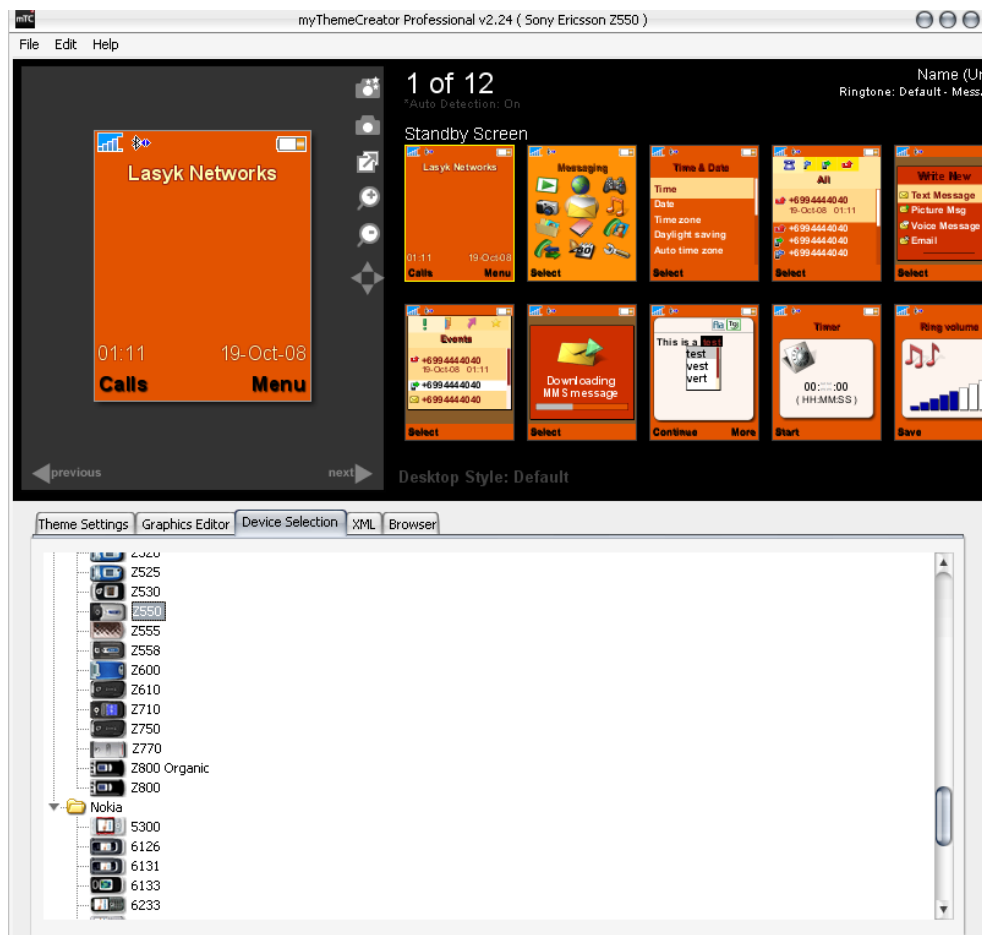 mTC
myThemeCreator Professional v2.24 ( Sony Ericsson Z550 )
File Edit Help
1 of 12
*Auto Detection: On
Name (Un
Ringtone: Default - Mess
Standby Screen
Lasyk Networks
01:11 19-Oct-08
Calls Menu
previous next
Lasyk Networks
01:11 19-Oct-08
Calls Menu
Messaging
Select
Time & Date
Time
Date
Time zone
Daylight saving
Auto time zone
Select
All
+6994444040
19-Oct-08 01:11
+6994444040
+6994444040
+6994444040
Select
Write New
Text Message
Picture Msg
Voice Message
Email
Select
Events
+6994444040
19-Oct-08 01:11
+6994444040
+6994444040
Select
Downloading
MMS message
Select
This is a test
test
vest
vert
Continue More
Timer
00: :00
( HH:MM:SS )
Start
Ring volume
Save
Desktop Style: Default
Theme Settings Graphics Editor Device Selection XML Browser
Z520
Z525
Z530
Z550
Z555
Z558
Z600
Z610
Z710
Z750
Z770
Z800 Organic
Z800
Nokia
5300
6126
6131
6133
6233